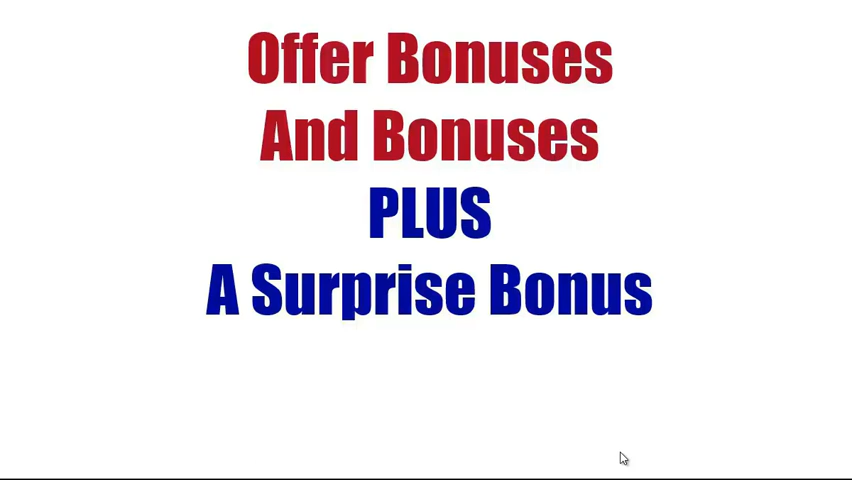 Offer Bonuses
And Bonuses
PLUS
A Surprise Bonus